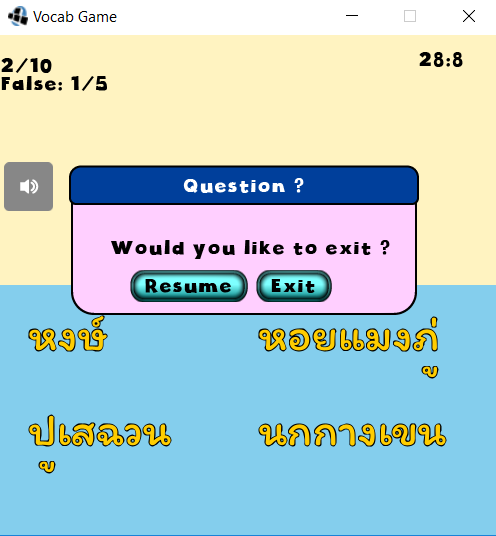 Vocab Game
2/10
28:8
False: 1/5
Question ?
Would you like to exit ?
Resume Exit
หงษ์ หอยแมงภู่
ปูเสฉวน นกกางเขน